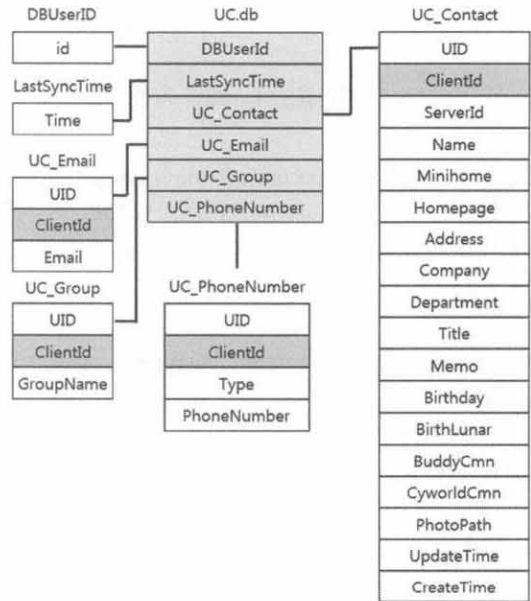 DBUserID
id
LastSyncTime
Time
UC_Email
UID
ClientId
Email
UC_Group
UID
ClientId
GroupName
UC.db
DBUserId
LastSyncTime
UC_Contact
UC_Email
UC_Group
UC_PhoneNumber
UC_PhoneNumber
UID
ClientId
Type
PhoneNumber
UC_Contact
UID
ClientId
ServerId
Name
Minihome
Homepage
Address
Company
Department
Title
Memo
Birthday
BirthLunar
BuddyCmn
CyworldCmn
PhotoPath
UpdateTime
CreateTime